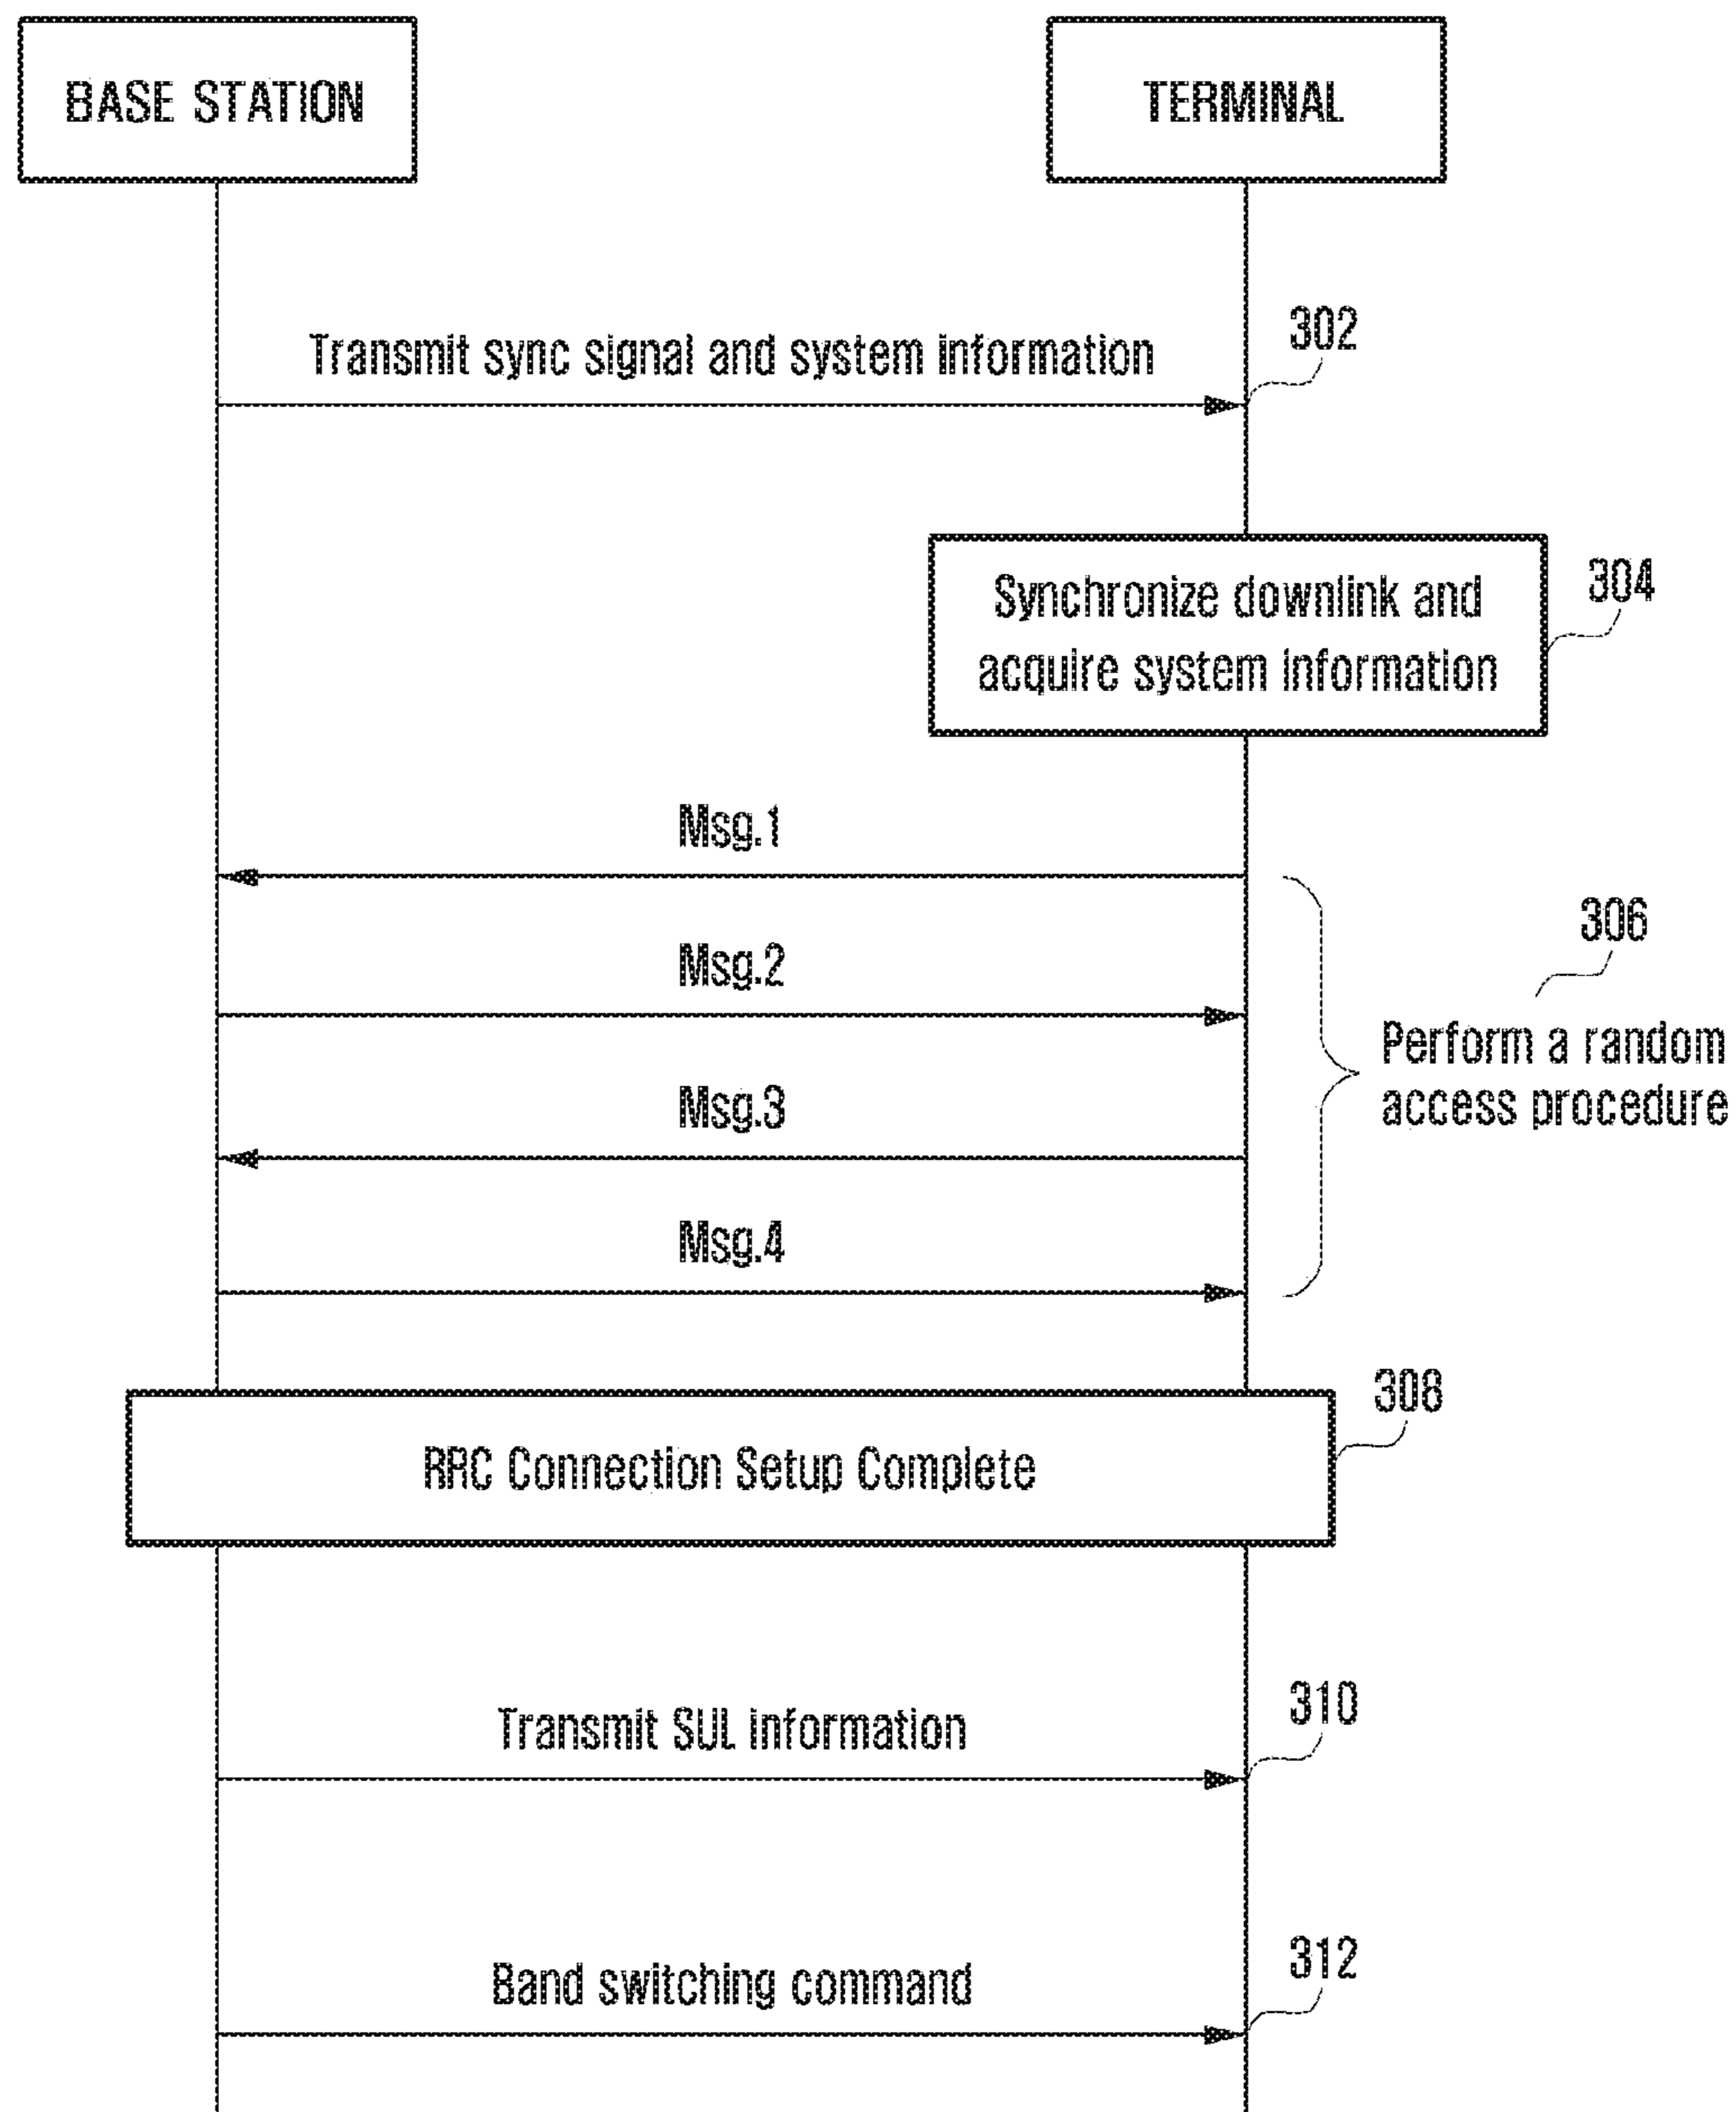 BASE STATION
TERMINAL
302
Transmit sync signal and system information
304
Synchronize downlink and
acquire system information
Msg.1
306
Msg.2
Perform a random
access procedure
Msg.3
Msg.4
308
RRC Connection Setup Complete
310
Transmit SUL information
312
Band switching command